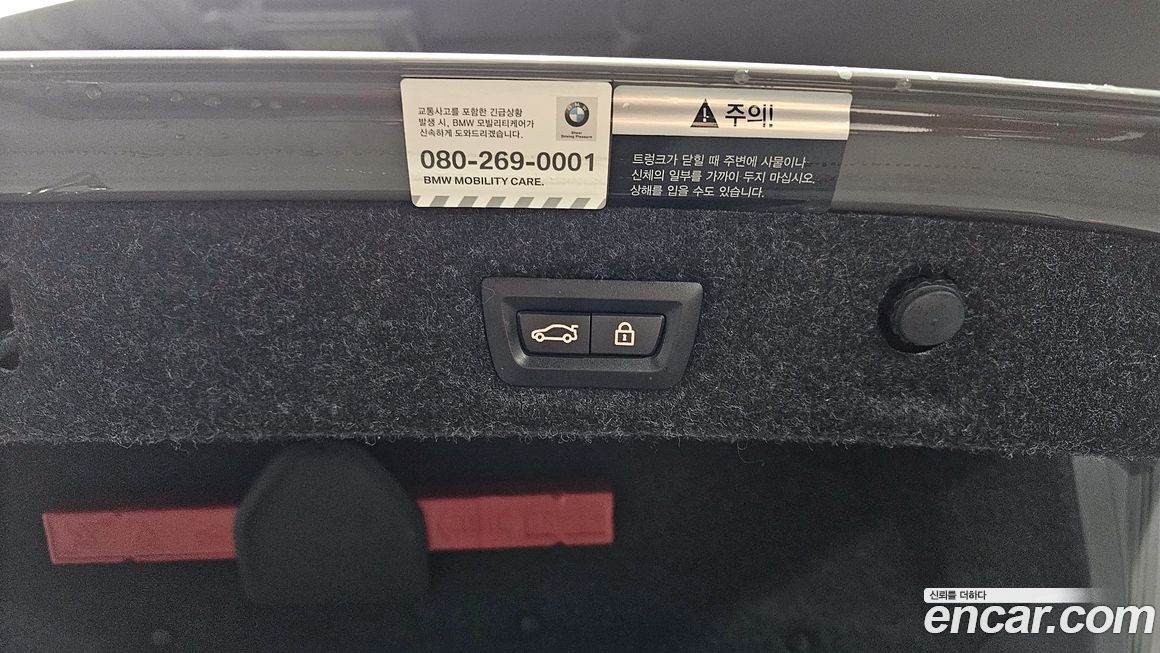 교통사고를 포함한 긴급상황
발생 시, BMW 모빌리티케어가
신속하게 도와드리겠습니다.
Sheer
Driving Pleasure
080-269-0001
BMW MOBILITY CARE.
주의!
트렁크가 닫힐 때 주변에 사물이나
신체의 일부를 가까이 두지 마십시오.
상해를 입을 수도 있습니다.
신뢰를 더하다
encar.com